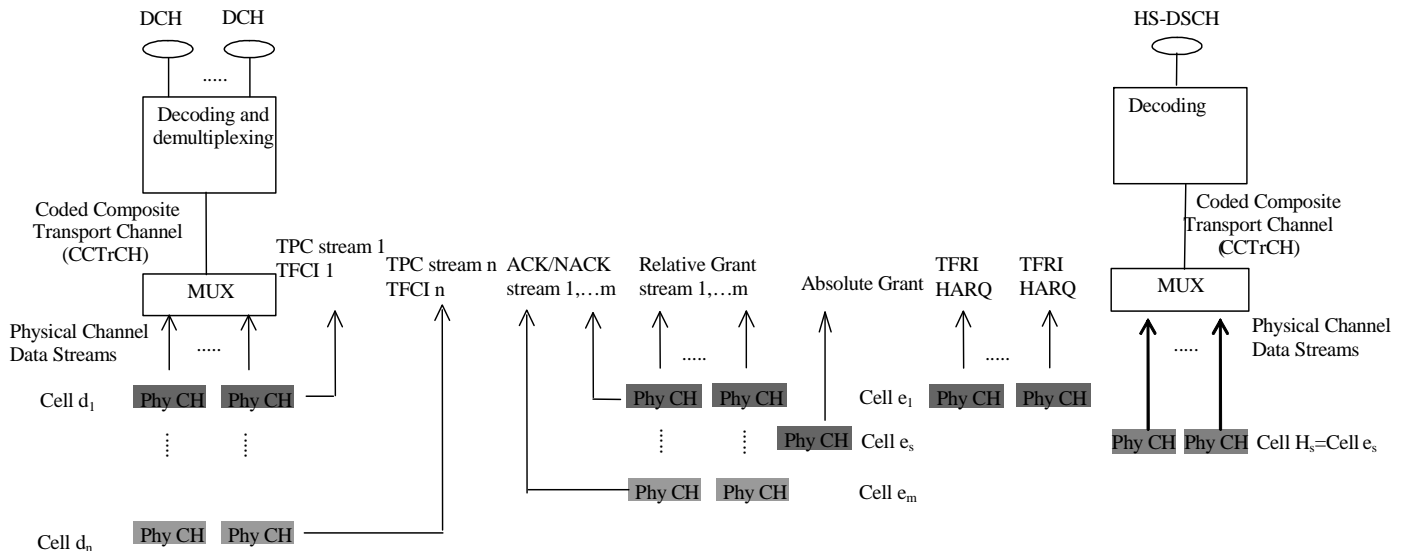 DCH DCH HS-DSCH
.....
Decoding and
demultiplexing
Decoding
Coded Composite
Transport Channel
(CCTrCH)
Coded Composite
Transport Channel
(CCTrCH)
TPC stream 1
TFCI 1
TPC stream n
TFCI n
ACK/NACK
stream 1,…m
Relative Grant
stream 1,…m
Absolute Grant
TFRI
HARQ
TFRI
HARQ
MUX
MUX
Physical Channel
Data Streams
.....
.....
.....
.....
Physical Channel
Data Streams
Cell d1 Phy CH Phy CH Phy CH Phy CH Cell e1 Phy CH Phy CH
Phy CH Cell es Phy CH Phy CH Cell Hs=Cell es
Phy CH Phy CH Cell em
Cell dn Phy CH Phy CH